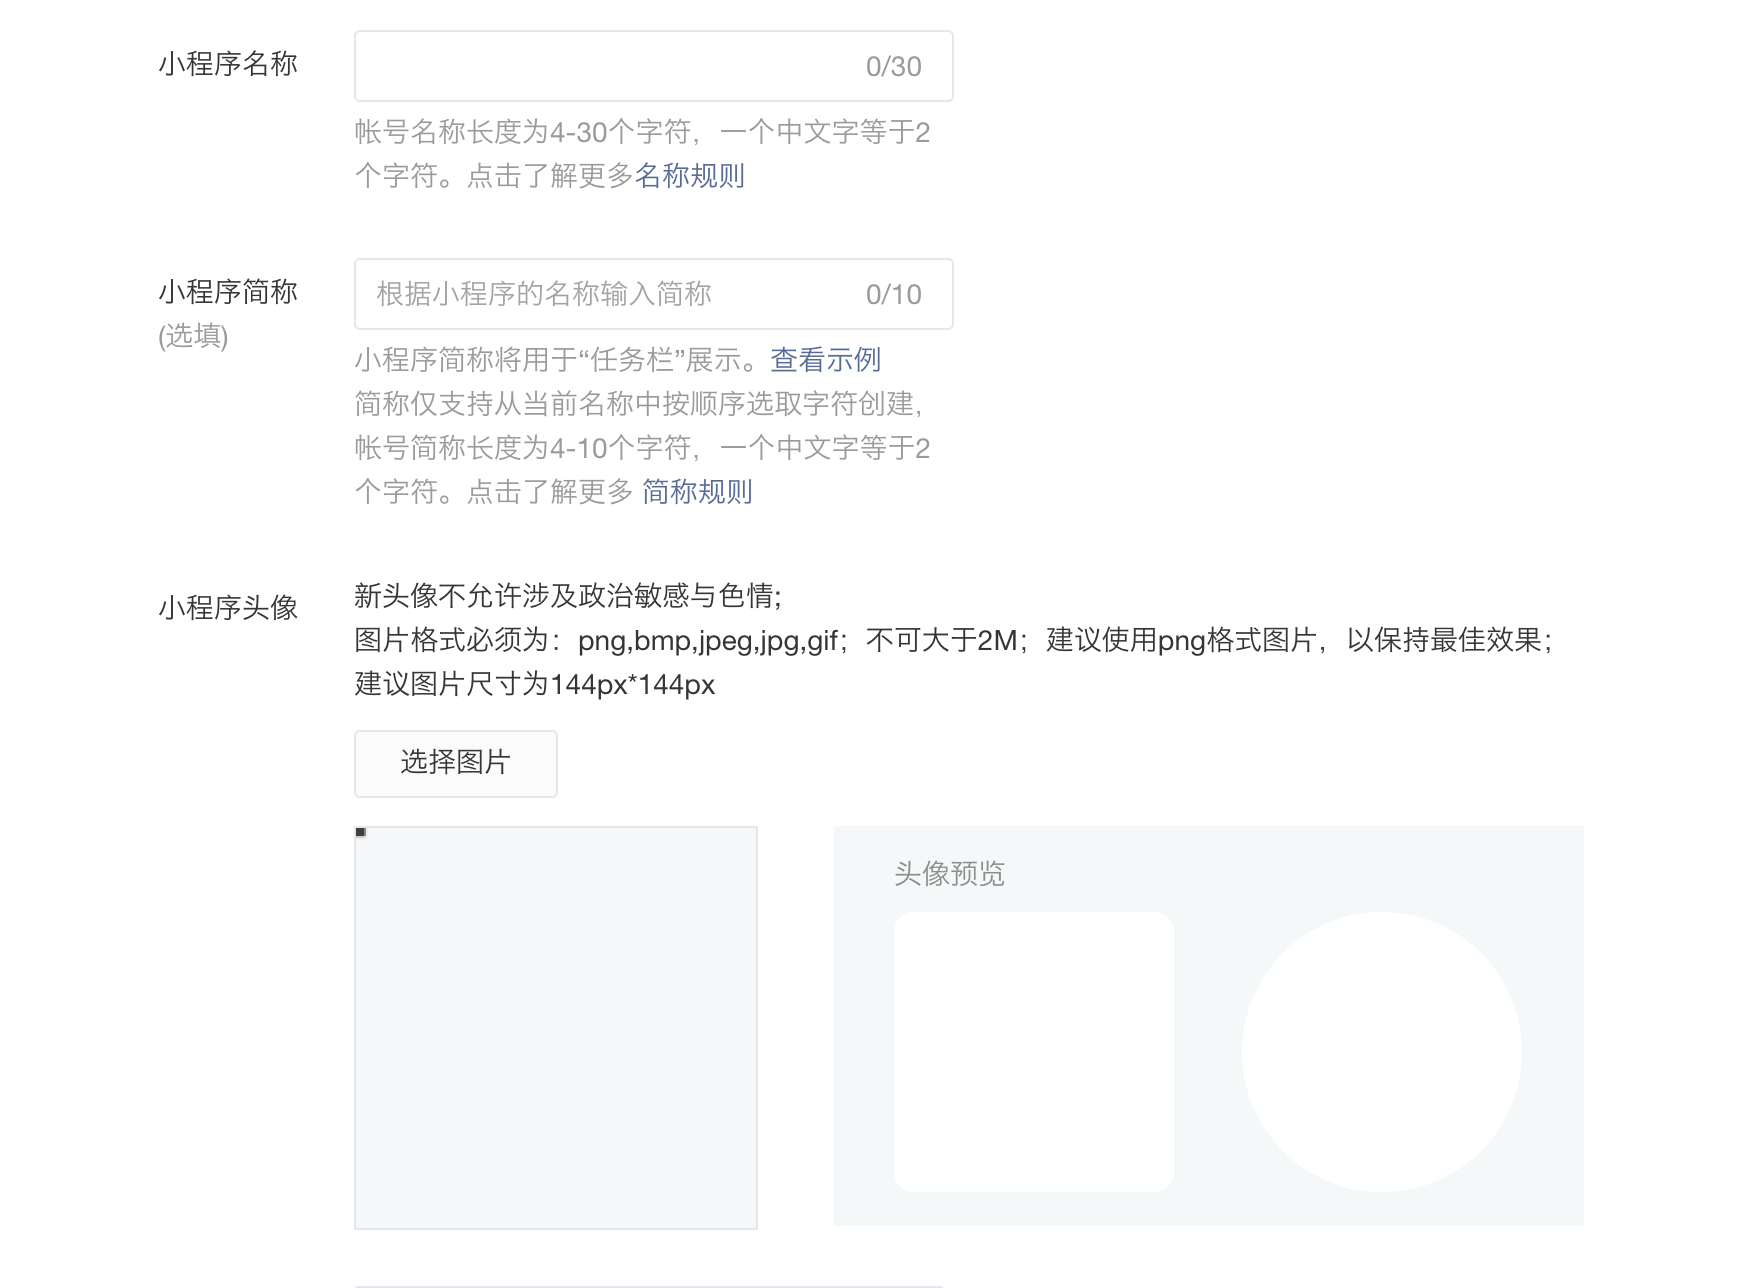 小程序名称
0/30
帐号名称长度为4-30个字符，一个中文字等于2
个字符。点击了解更多名称规则
小程序简称
(选填)
根据小程序的名称输入简称 0/10
小程序简称将用于“任务栏”展示。查看示例
简称仅支持从当前名称中按顺序选取字符创建，
帐号简称长度为4-10个字符，一个中文字等于2
个字符。点击了解更多 简称规则
小程序头像
新头像不允许涉及政治敏感与色情;
图片格式必须为：png,bmp,jpeg,jpg,gif；不可大于2M；建议使用png格式图片，以保持最佳效果；
建议图片尺寸为144px*144px
选择图片
头像预览